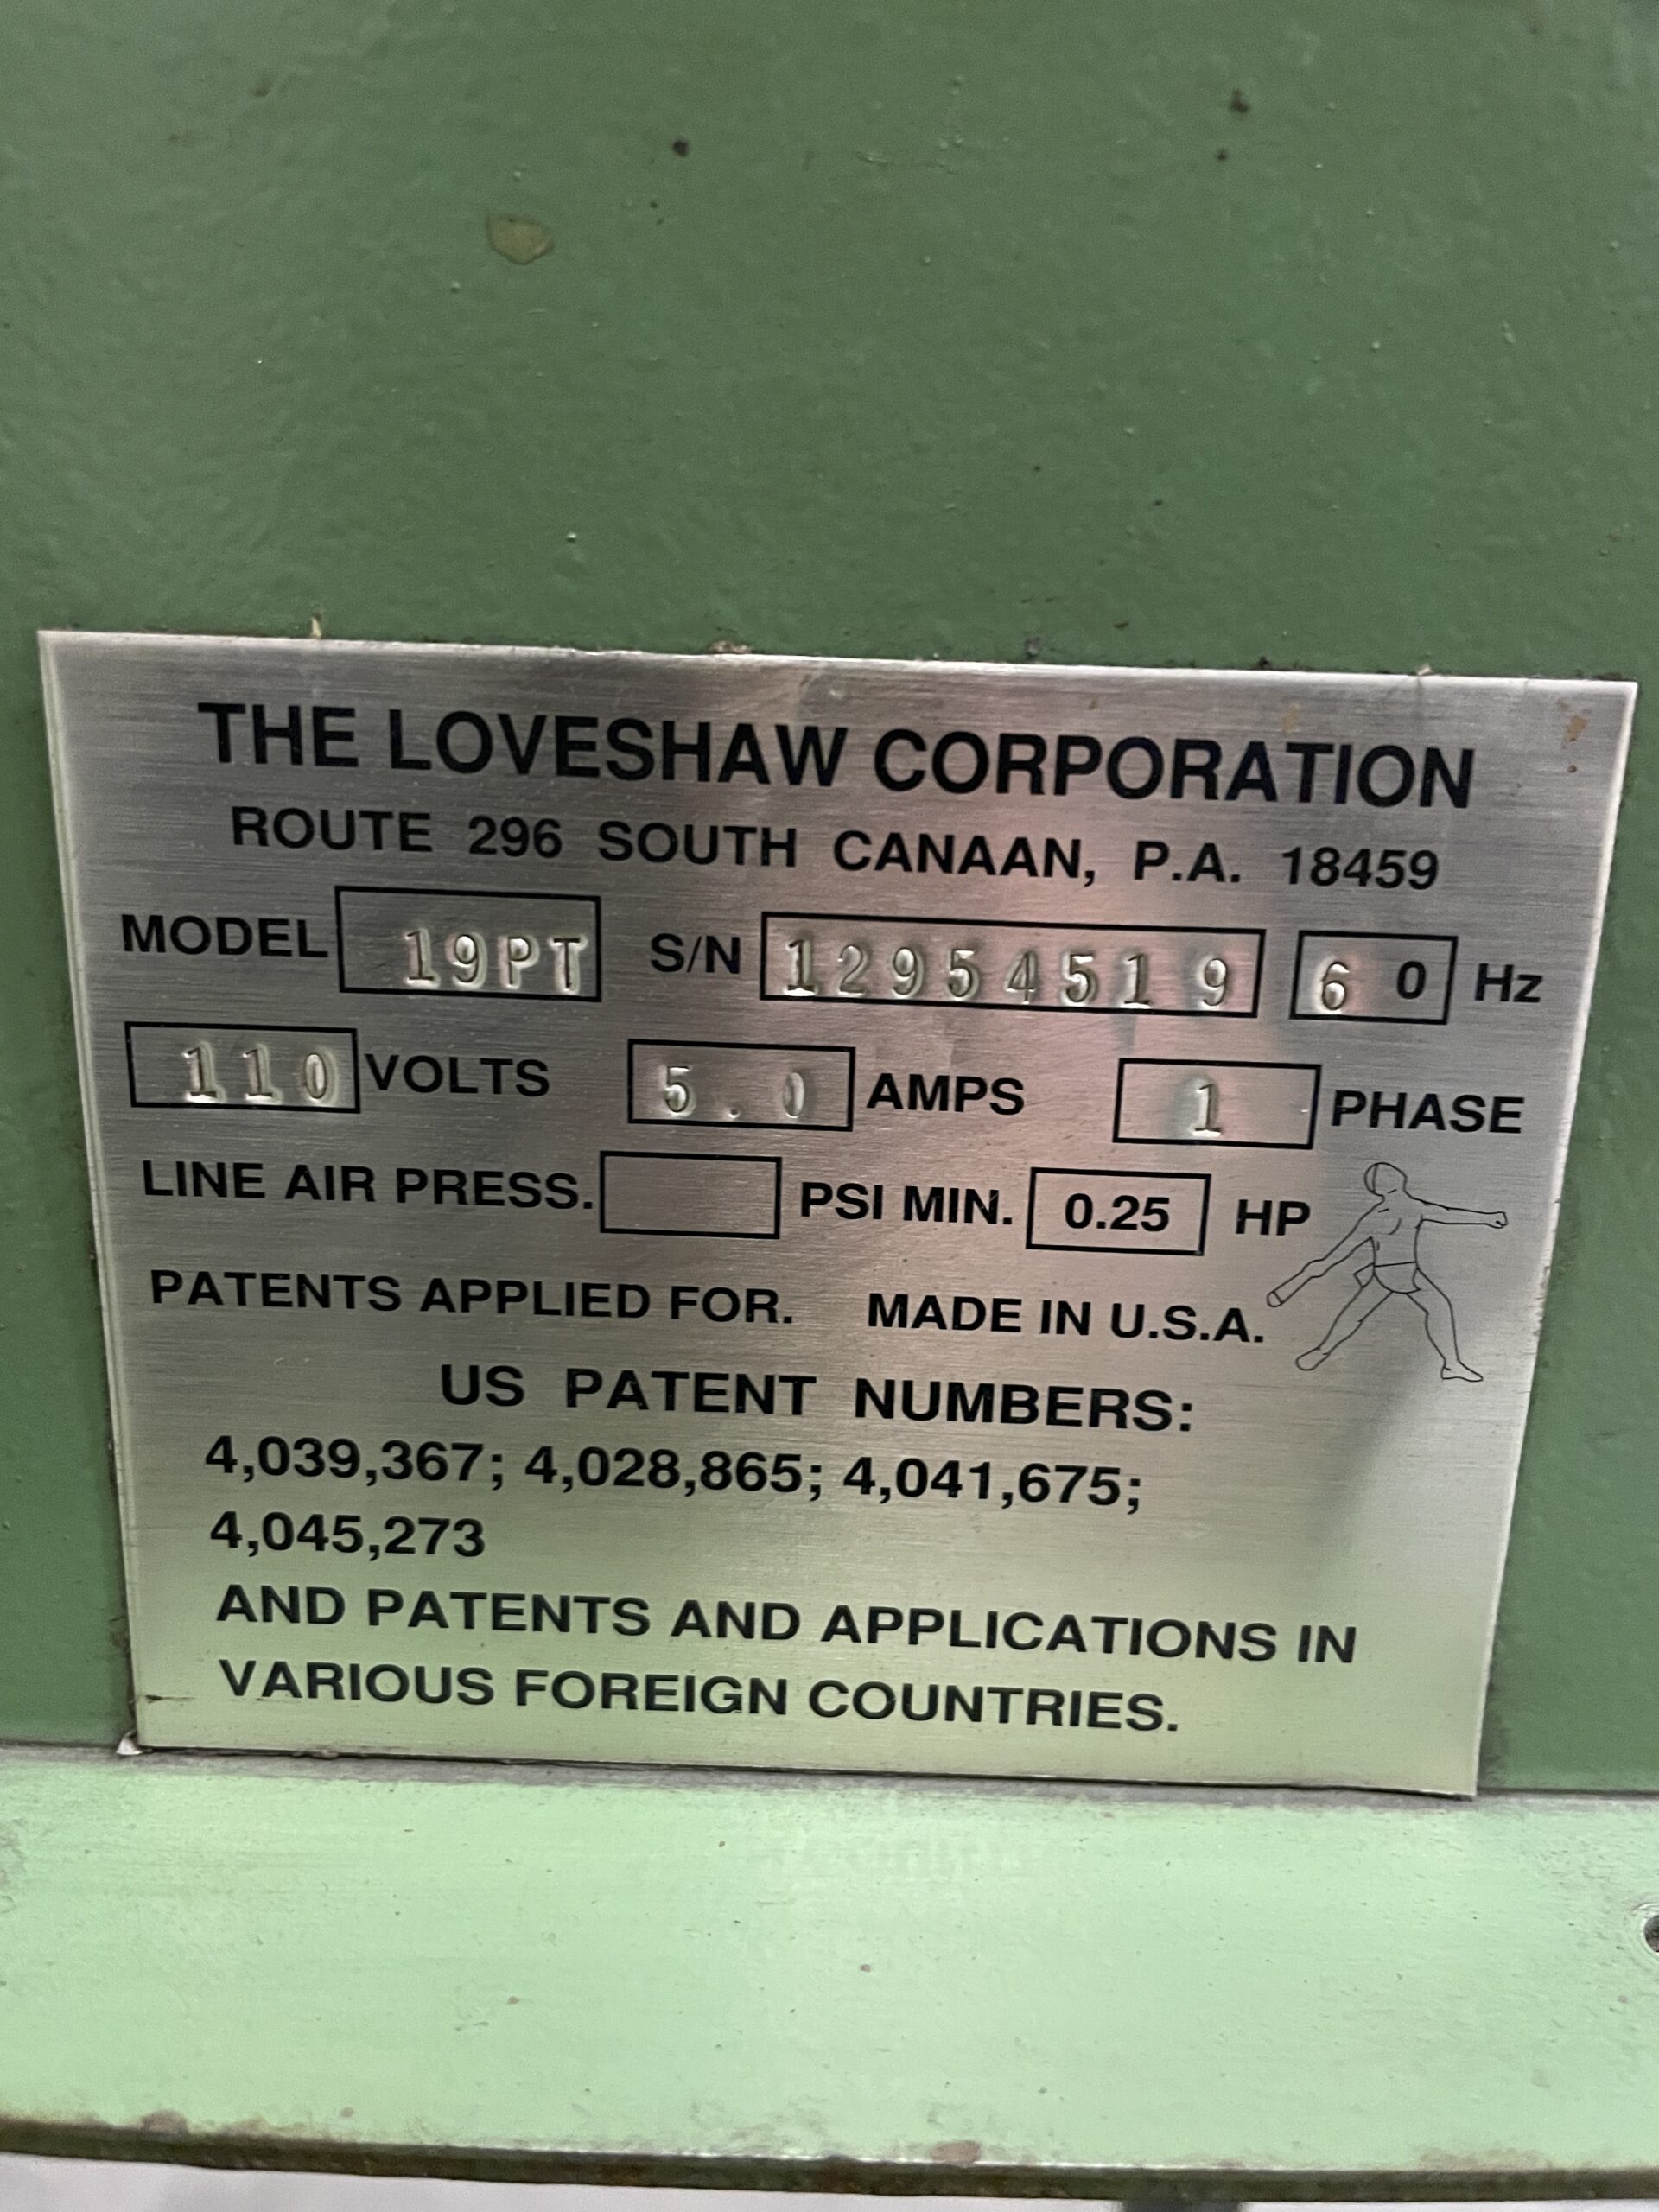 THE LOVESHAW CORPORATION
ROUTE 296 SOUTH CANAAN, P.A. 18459
MODEL 19PT S/N 12954519 60 Hz
110 VOLTS 5.0 AMPS 1 PHASE
LINE AIR PRESS. PSI MIN. 0.25 HP
PATENTS APPLIED FOR. MADE IN U.S.A.
US PATENT NUMBERS:
4,039,367; 4,028,865; 4,041,675;
4,045,273
AND PATENTS AND APPLICATIONS IN
VARIOUS FOREIGN COUNTRIES.